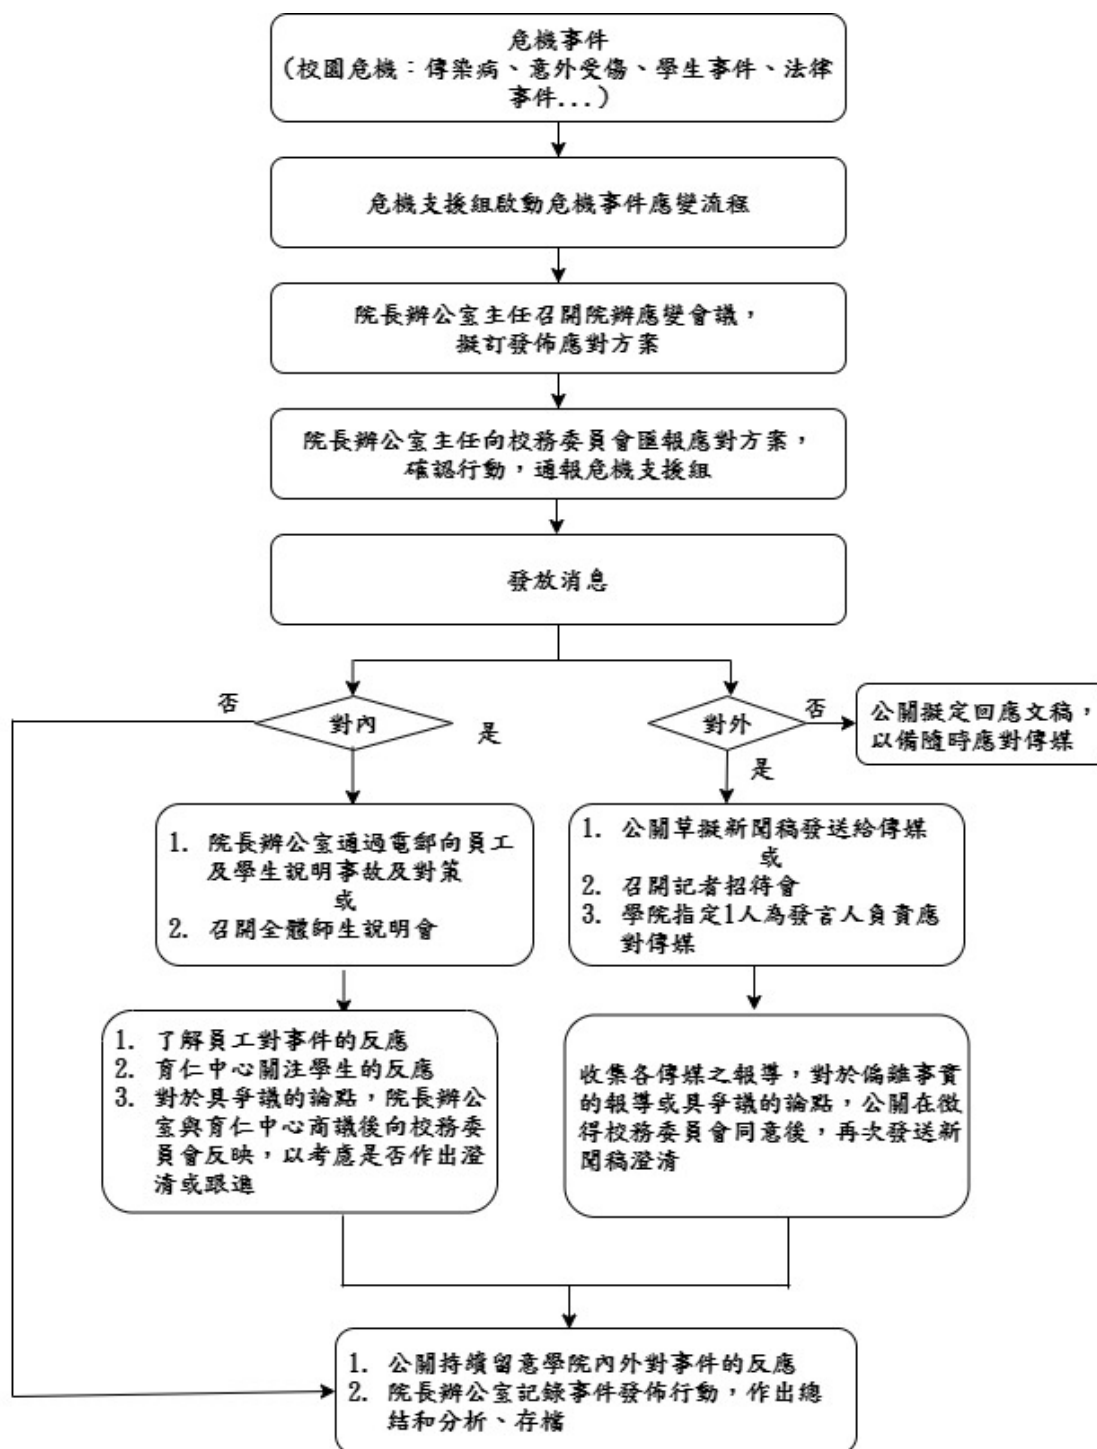 危機事件
(校園危機：傳染病、意外受傷、學生事件、法律
事件...)
危機支援組啟動危機事件應變流程
院長辦公室主任召開院辦應變會議，
擬訂發佈應對方案
院長辦公室主任向校務委員會匯報應對方案，
確認行動，通報危機支援組
發放消息
否
對內
是
對外
否
是
公關擬定回應文稿，
以備隨時應對傳媒
1. 院長辦公室通過電郵向員工
及學生說明事故及對策
或
2. 召開全體師生說明會
1. 公關草擬新聞稿發送給傳媒
或
2. 召開記者招待會
3. 學院指定1人為發言人負責應
對傳媒
1. 了解員工對事件的反應
2. 育仁中心關注學生的反應
3. 對於具爭議的論點，院長辦公
室與育仁中心商議後向校務委
員會反映，以考慮是否作出澄
清或跟進
收集各傳媒之報導，對於偏離事實
的報導或具爭議的論點，公關在徵
得校務委員會同意後，再次發送新
聞稿澄清
1. 公關持續留意學院內外對事件的反應
2. 院長辦公室記錄事件發佈行動，作出總
結和分析、存檔